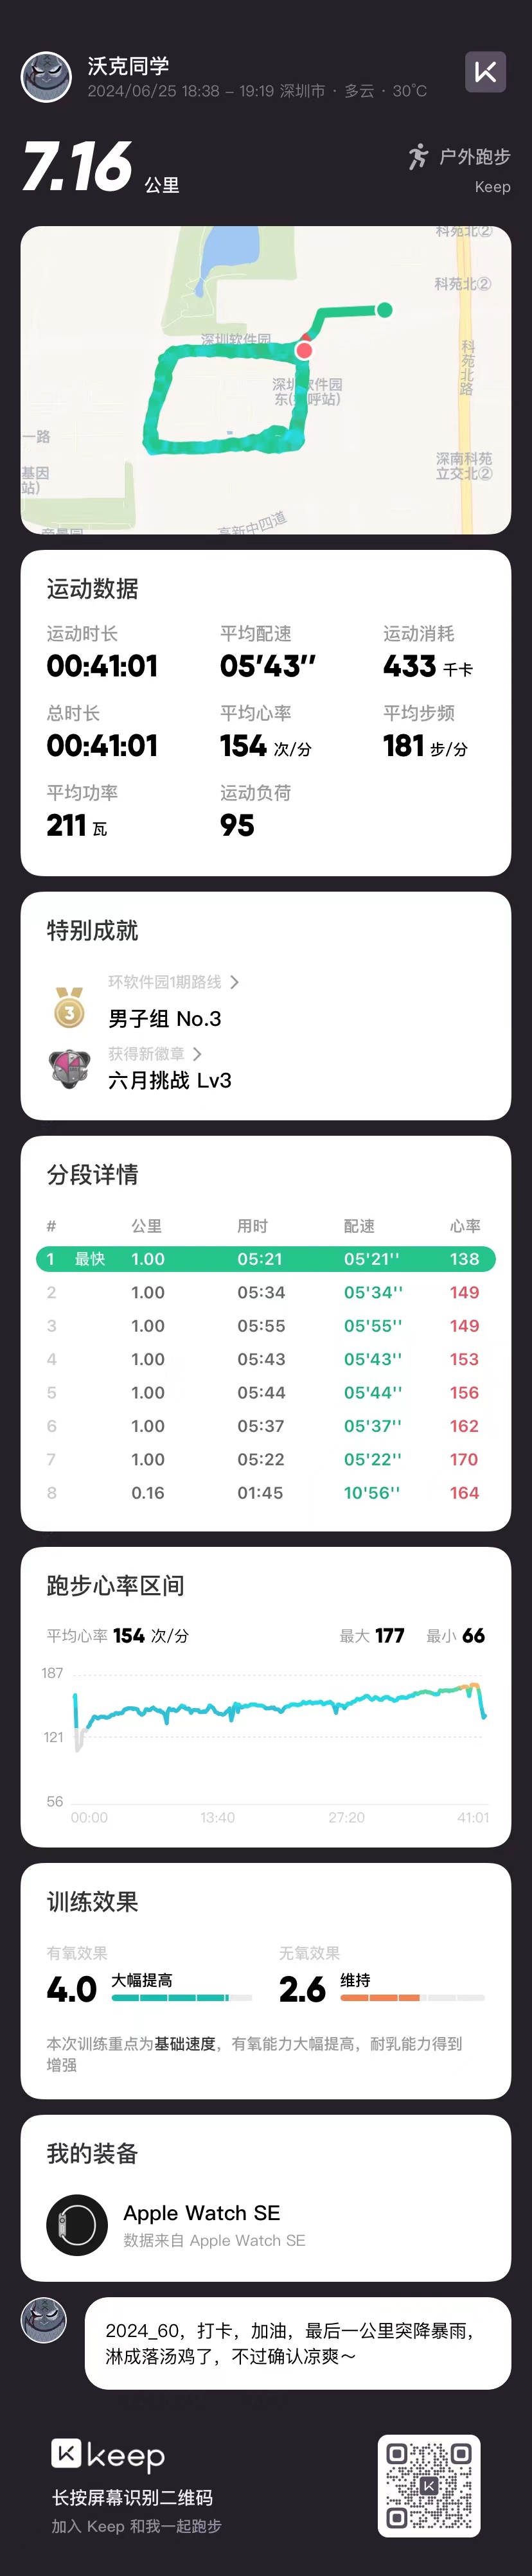 沃克同学
2024/06/25 18:38 – 19:19 深圳市 · 多云 · 30°C
7.16 公里
户外跑步
Keep
科苑北②
科苑北②
深圳软件园
科苑北路
一路
深南科苑
立交北②
基因
站)
高新中四道
运动数据
运动时长 平均配速 运动消耗
00:41:01 05'43'' 433 千卡
总时长 平均心率 平均步频
00:41:01 154 次/分 181 步/分
平均功率 运动负荷
211 瓦 95
特别成就
环软件园1期路线
3
男子组 No.3
获得新徽章
六月挑战 Lv3
分段详情
# 公里 用时 配速 心率
1 最快 1.00 05:21 05'21'' 138
2 1.00 05:34 05'34'' 149
3 1.00 05:55 05'55'' 149
4 1.00 05:43 05'43'' 153
5 1.00 05:44 05'44'' 156
6 1.00 05:37 05'37'' 162
7 1.00 05:22 05'22'' 170
8 0.16 01:45 10'56'' 164
跑步心率区间
平均心率 154 次/分 最大 177 最小 66
187
121
56
00:00 13:40 27:20 41:01
训练效果
有氧效果 无氧效果
4.0 大幅提高 2.6 维持
本次训练重点为基础速度，有氧能力大幅提高，耐乳能力得到
增强
我的装备
Apple Watch SE
数据来自 Apple Watch SE
2024_60，打卡，加油，最后一公里突降暴雨，
淋成落汤鸡了，不过确认凉爽～
keep
长按屏幕识别二维码
加入 Keep 和我一起跑步